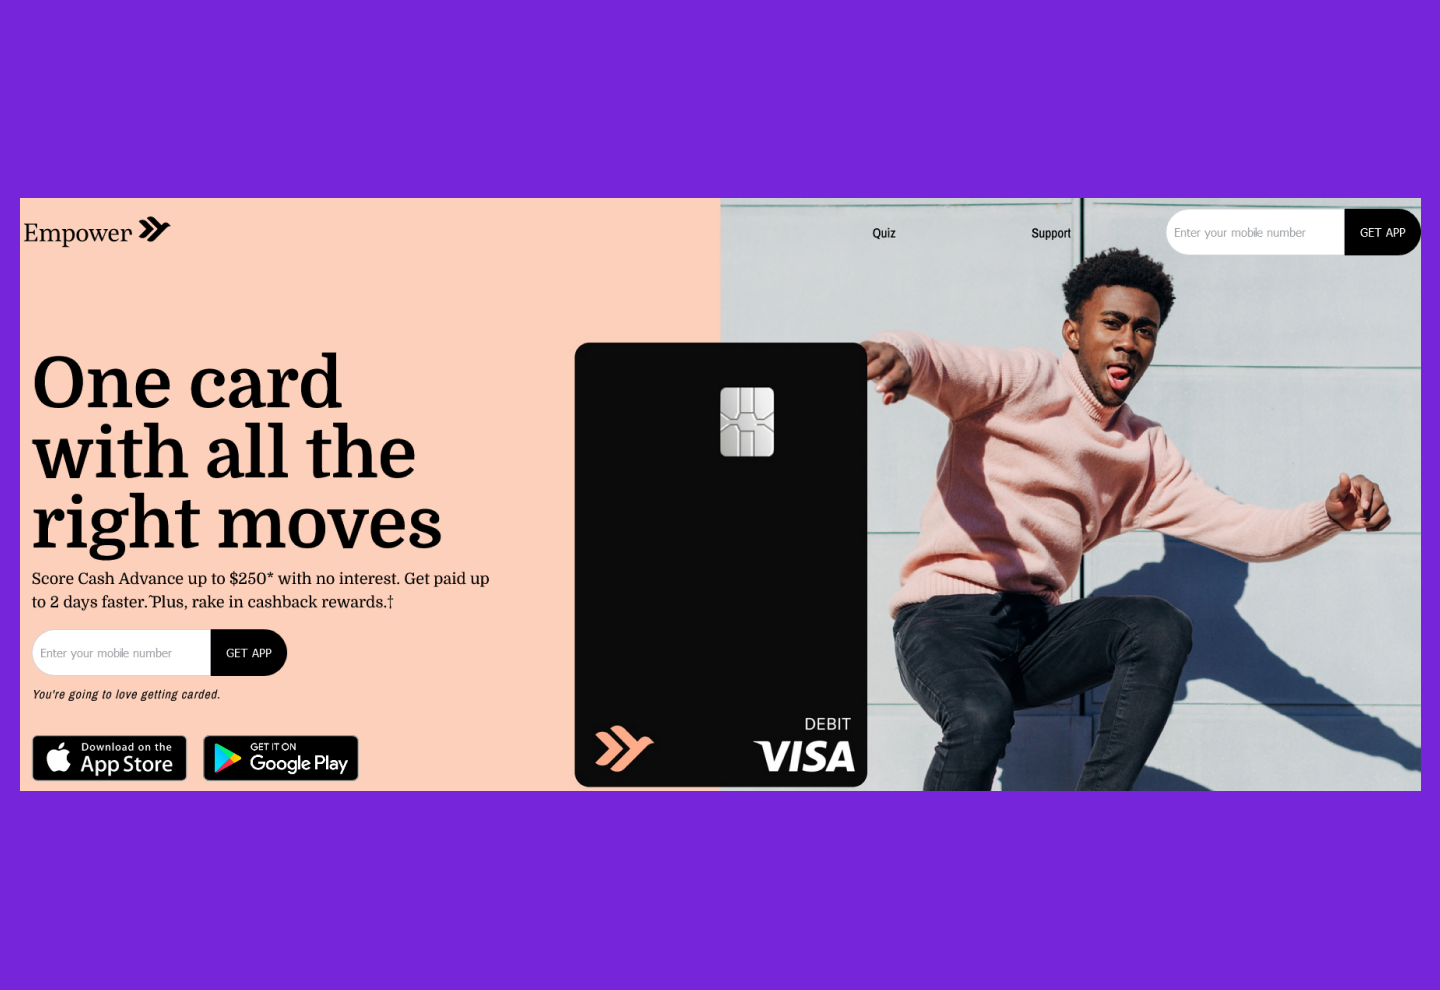 Empower
Quiz
Support
Enter your mobile number
GET APP
One card
with all the
right moves
Score Cash Advance up to $250* with no interest. Get paid up
to 2 days faster.˜Plus, rake in cashback rewards.†
Enter your mobile number
GET APP
You're going to love getting carded.
Download on the
App Store
GET IT ON
Google Play
DEBIT
VISA